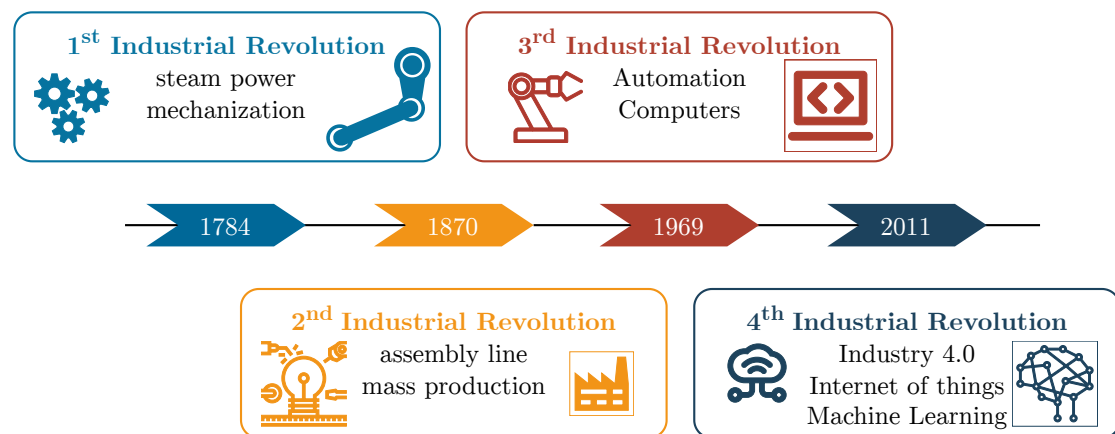 1st Industrial Revolution
steam power
mechanization
3rd Industrial Revolution
Automation
Computers
1784
1870
1969
2011
2nd Industrial Revolution
assembly line
mass production
4th Industrial Revolution
Industry 4.0
Internet of things
Machine Learning